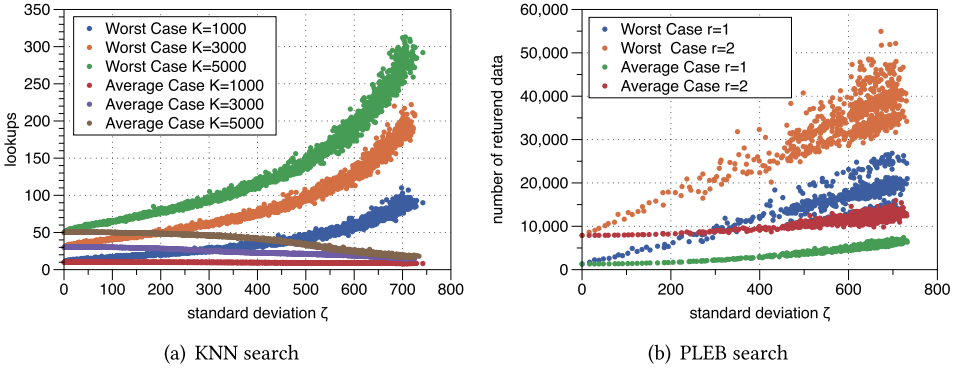 350
300
250
200
150
100
50
0
lookups
Worst Case K=1000
Worst Case K=3000
Worst Case K=5000
Average Case K=1000
Average Case K=3000
Average Case K=5000
0 100 200 300 400 500 600 700 800
standard deviation ζ
(a) KNN search
60,000
50,000
40,000
30,000
20,000
10,000
0
number of returend data
Worst Case r=1
Worst Case r=2
Average Case r=1
Average Case r=2
0 200 400 600 800
standard deviation ζ
(b) PLEB search